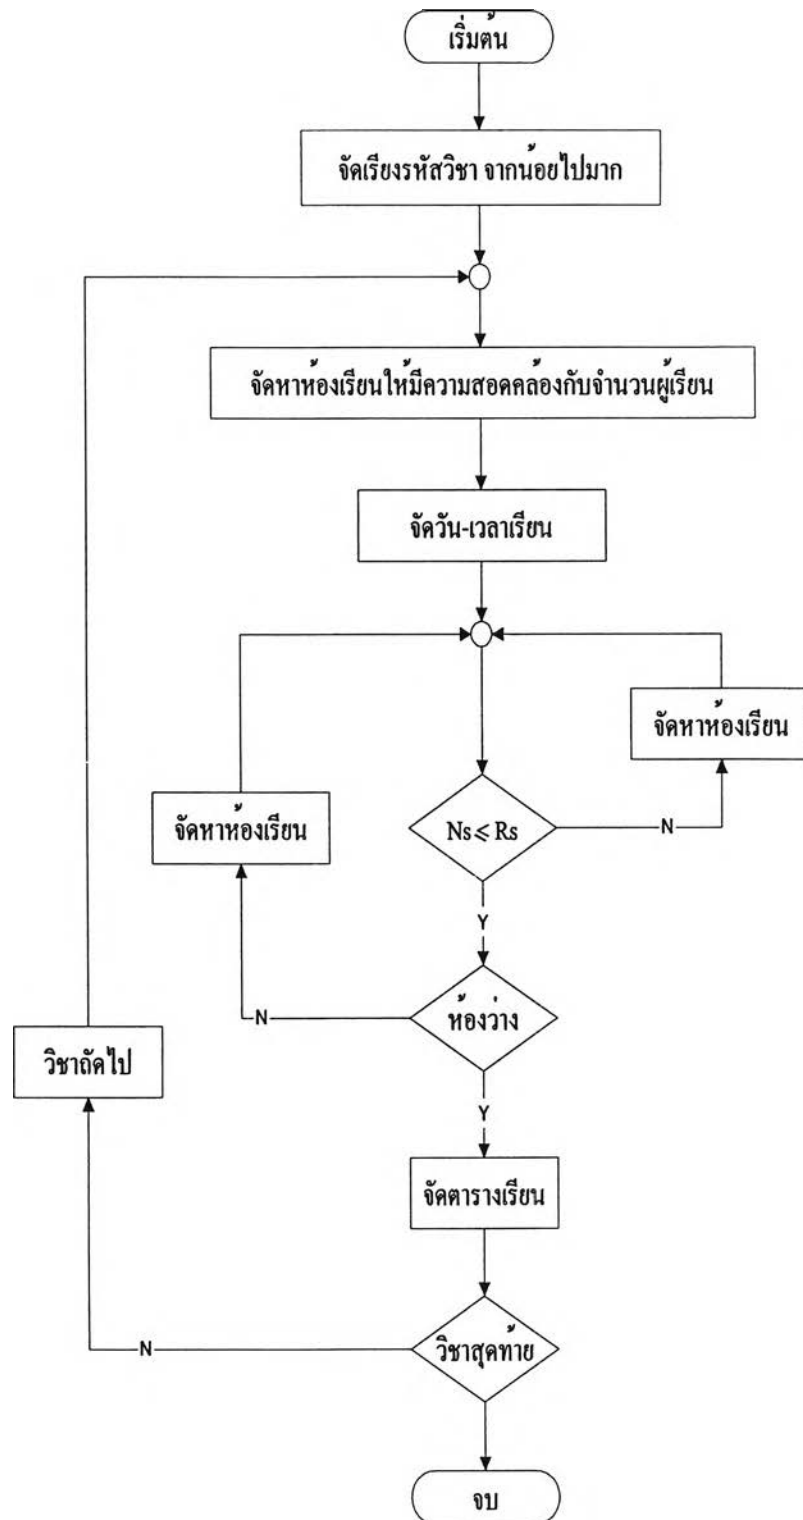 เริ่มต้น
จัดเรียงรหัสวิชา จากน้อยไปมาก
จัดหาห้องเรียนให้มีความสอดคล้องกับจำนวนผู้เรียน
จัดวัน-เวลาเรียน
จัดหาห้องเรียน
จัดหาห้องเรียน
Ns ≤ Rs
N
Y
N
ห้องว่าง
วิชาถัดไป
Y
จัดตารางเรียน
N
วิชาสุดท้าย
จบ